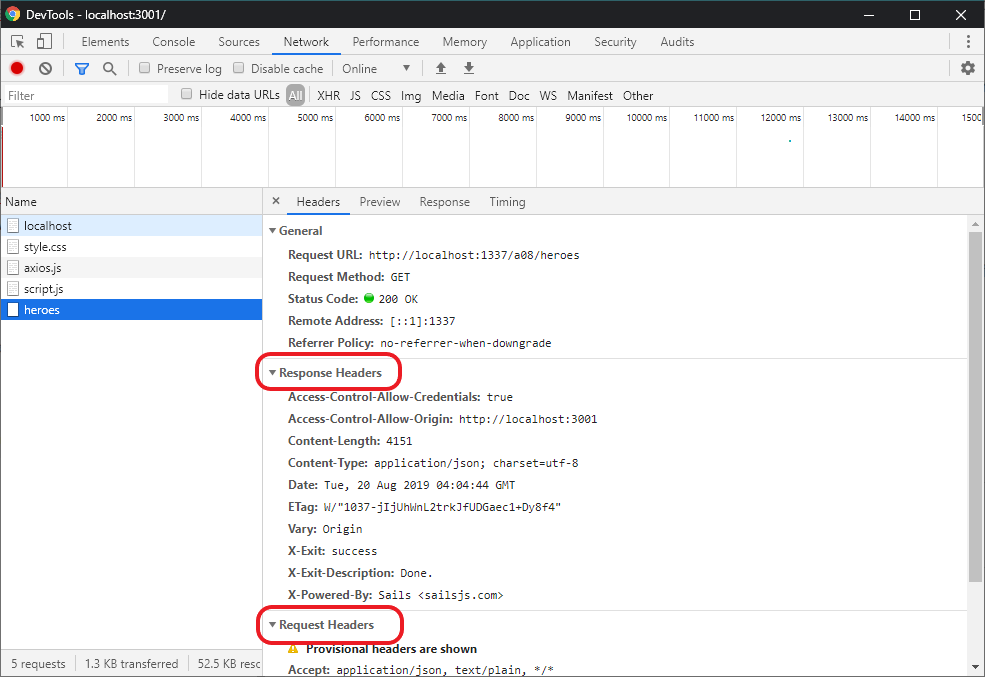 DevTools - localhost:3001/
Elements Console Sources Network Performance Memory Application Security Audits
Preserve log Disable cache Online
Filter Hide data URLs All XHR JS CSS Img Media Font Doc WS Manifest Other
1000 ms 2000 ms 3000 ms 4000 ms 5000 ms 6000 ms 7000 ms 8000 ms 9000 ms 10000 ms 11000 ms 12000 ms 13000 ms 14000 ms 1500
Name
localhost
style.css
axios.js
script.js
heroes
5 requests 1.3 KB transferred 52.5 KB resc
Headers Preview Response Timing
General
Request URL: http://localhost:1337/a08/heroes
Request Method: GET
Status Code: 200 OK
Remote Address: [::1]:1337
Referrer Policy: no-referrer-when-downgrade
Response Headers
Access-Control-Allow-Credentials: true
Access-Control-Allow-Origin: http://localhost:3001
Content-Length: 4151
Content-Type: application/json; charset=utf-8
Date: Tue, 20 Aug 2019 04:04:44 GMT
ETag: W/"1037-jIjUhWnL2trkJfUDGaec1+Dy8f4"
Vary: Origin
X-Exit: success
X-Exit-Description: Done.
X-Powered-By: Sails <sailsjs.com>
Request Headers
Provisional headers are shown
Accept: application/json, text/plain, */*